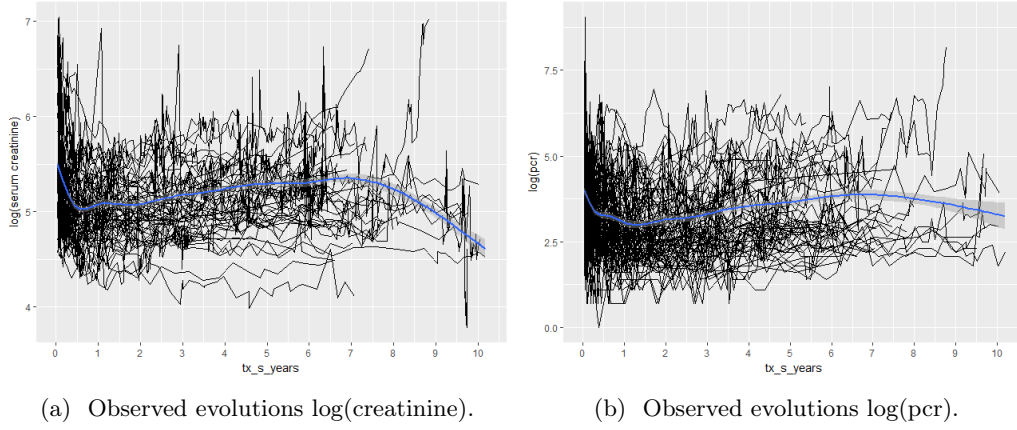 7
6
5
4
log(serum creatinine)
0 1 2 3 4 5 6 7 8 9 10
tx_s_years
7.5
5.0
2.5
0.0
log(pcr)
0 1 2 3 4 5 6 7 8 9 10
tx_s_years
(a) Observed evolutions log(creatinine).
(b) Observed evolutions log(pcr).